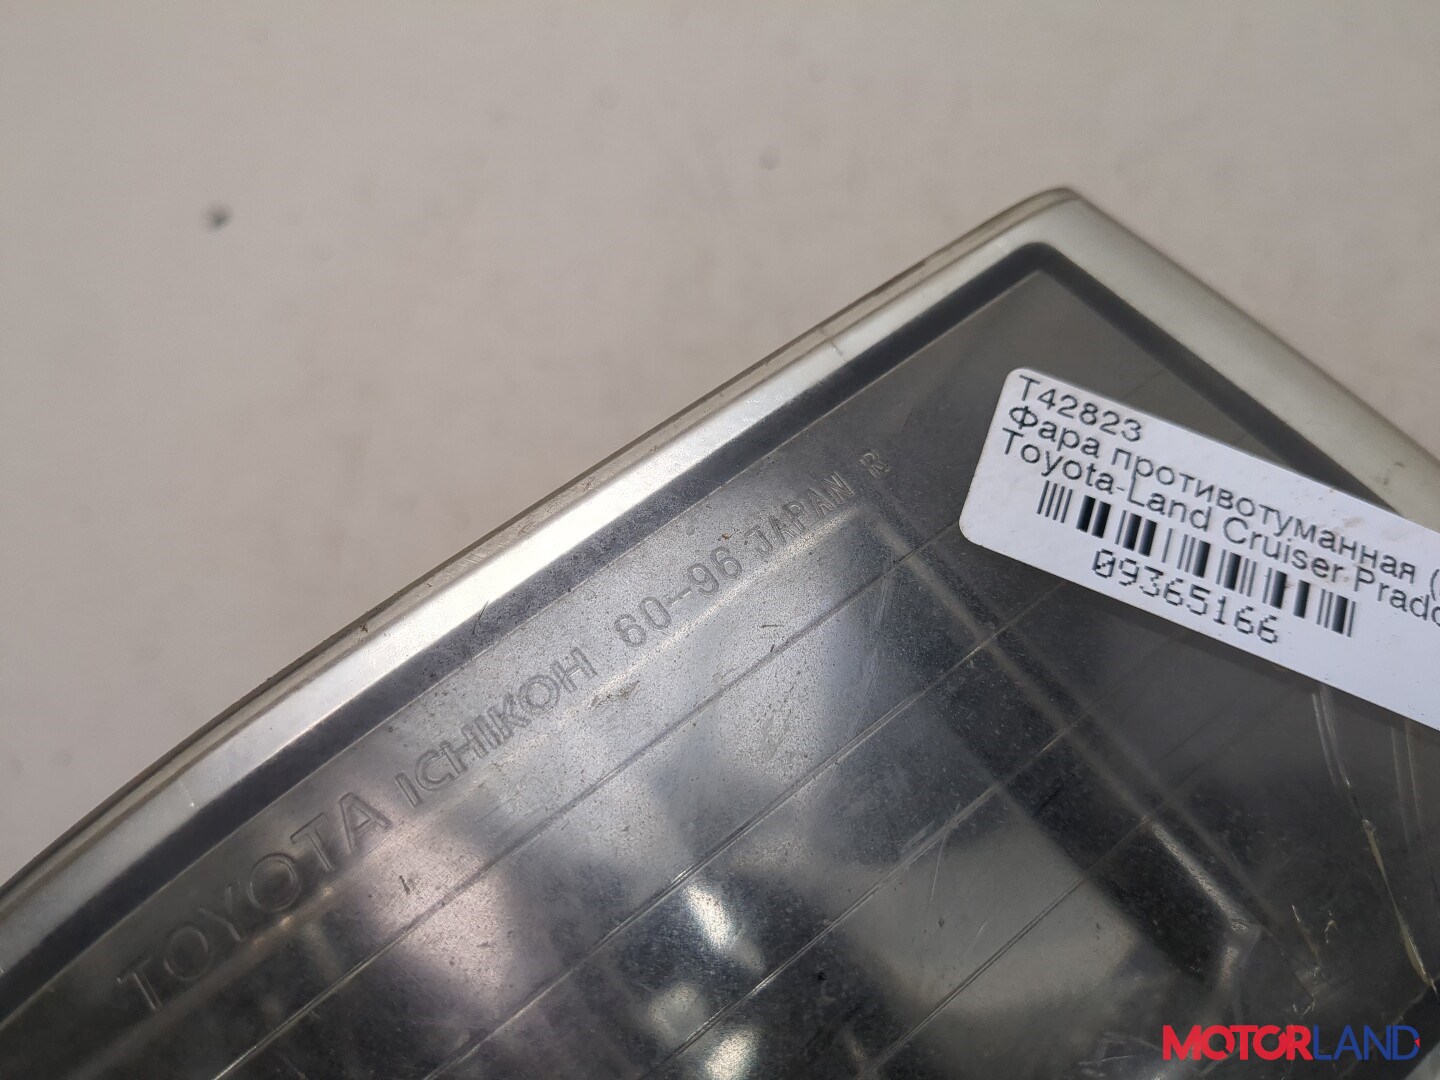 T42823
Фара противотуманная (
Toyota-Land Cruiser Prado
09365166
TOYOTA ICHIKOH 60--96 JAPAN R
MOTORLAND